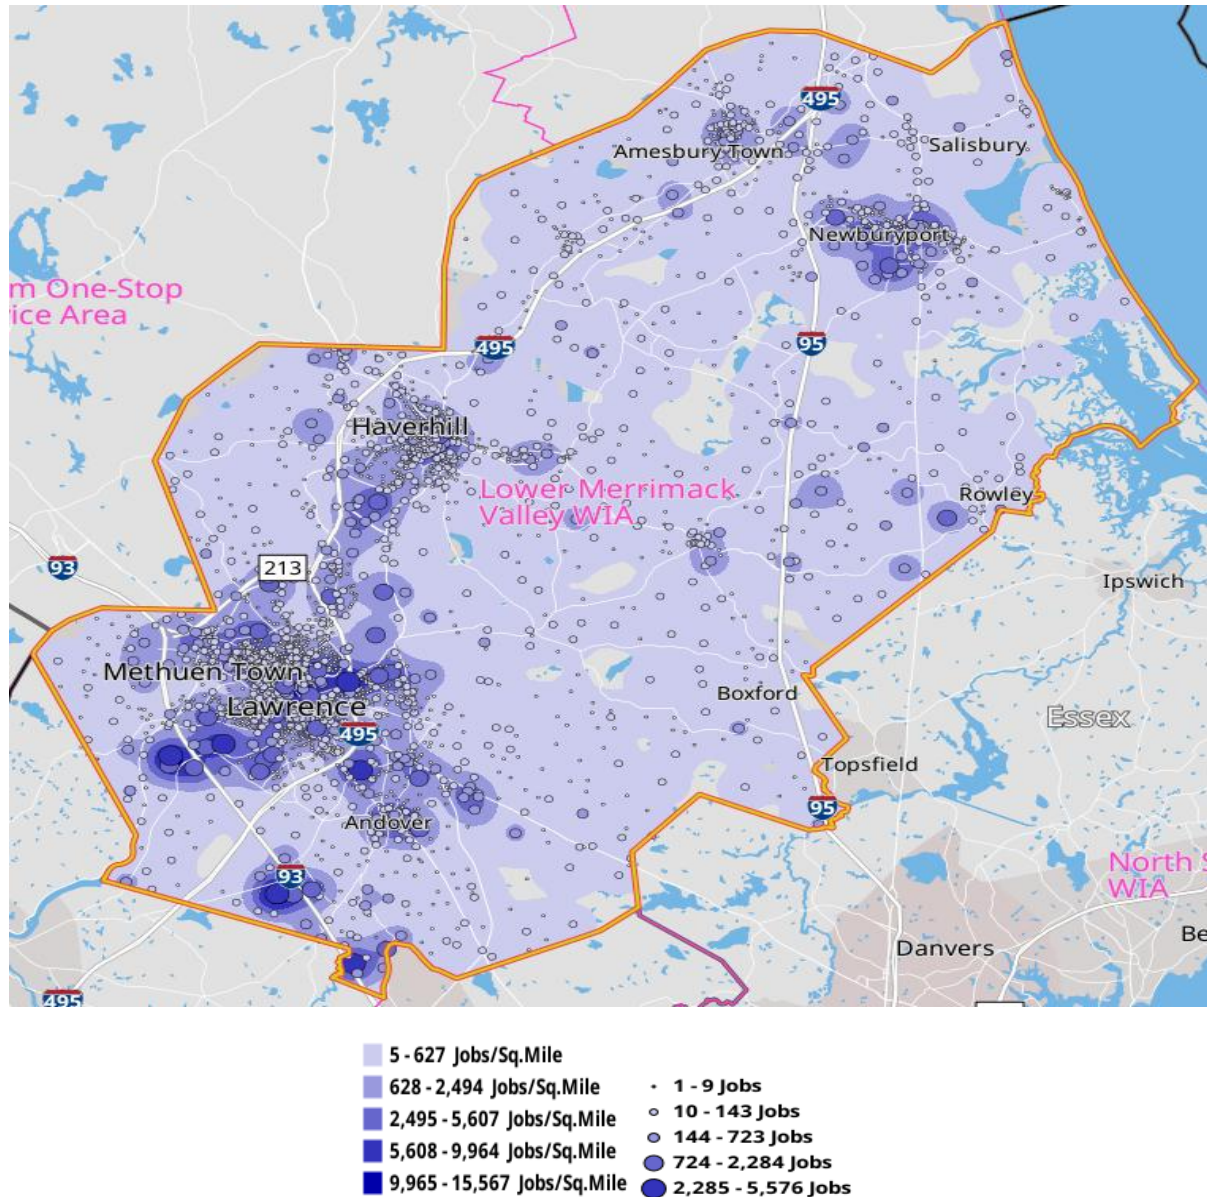 495
Amesbury Town
Salisbury
Newburyport
m One-Stop
ice Area
495
95
Haverhill
Lower Merrimack
Valley WIA
Rowley
93
213
Ipswich
Methuen Town
Boxford
Lawrence
Essex
495
Topsfield
95
Andover
93
North S
WIA
Danvers
Be
495
5 - 627 Jobs/Sq.Mile
628 - 2,494 Jobs/Sq.Mile
2,495 - 5,607 Jobs/Sq.Mile
5,608 - 9,964 Jobs/Sq.Mile
9,965 - 15,567 Jobs/Sq.Mile
1 - 9 Jobs
10 - 143 Jobs
144 - 723 Jobs
724 - 2,284 Jobs
2,285 - 5,576 Jobs